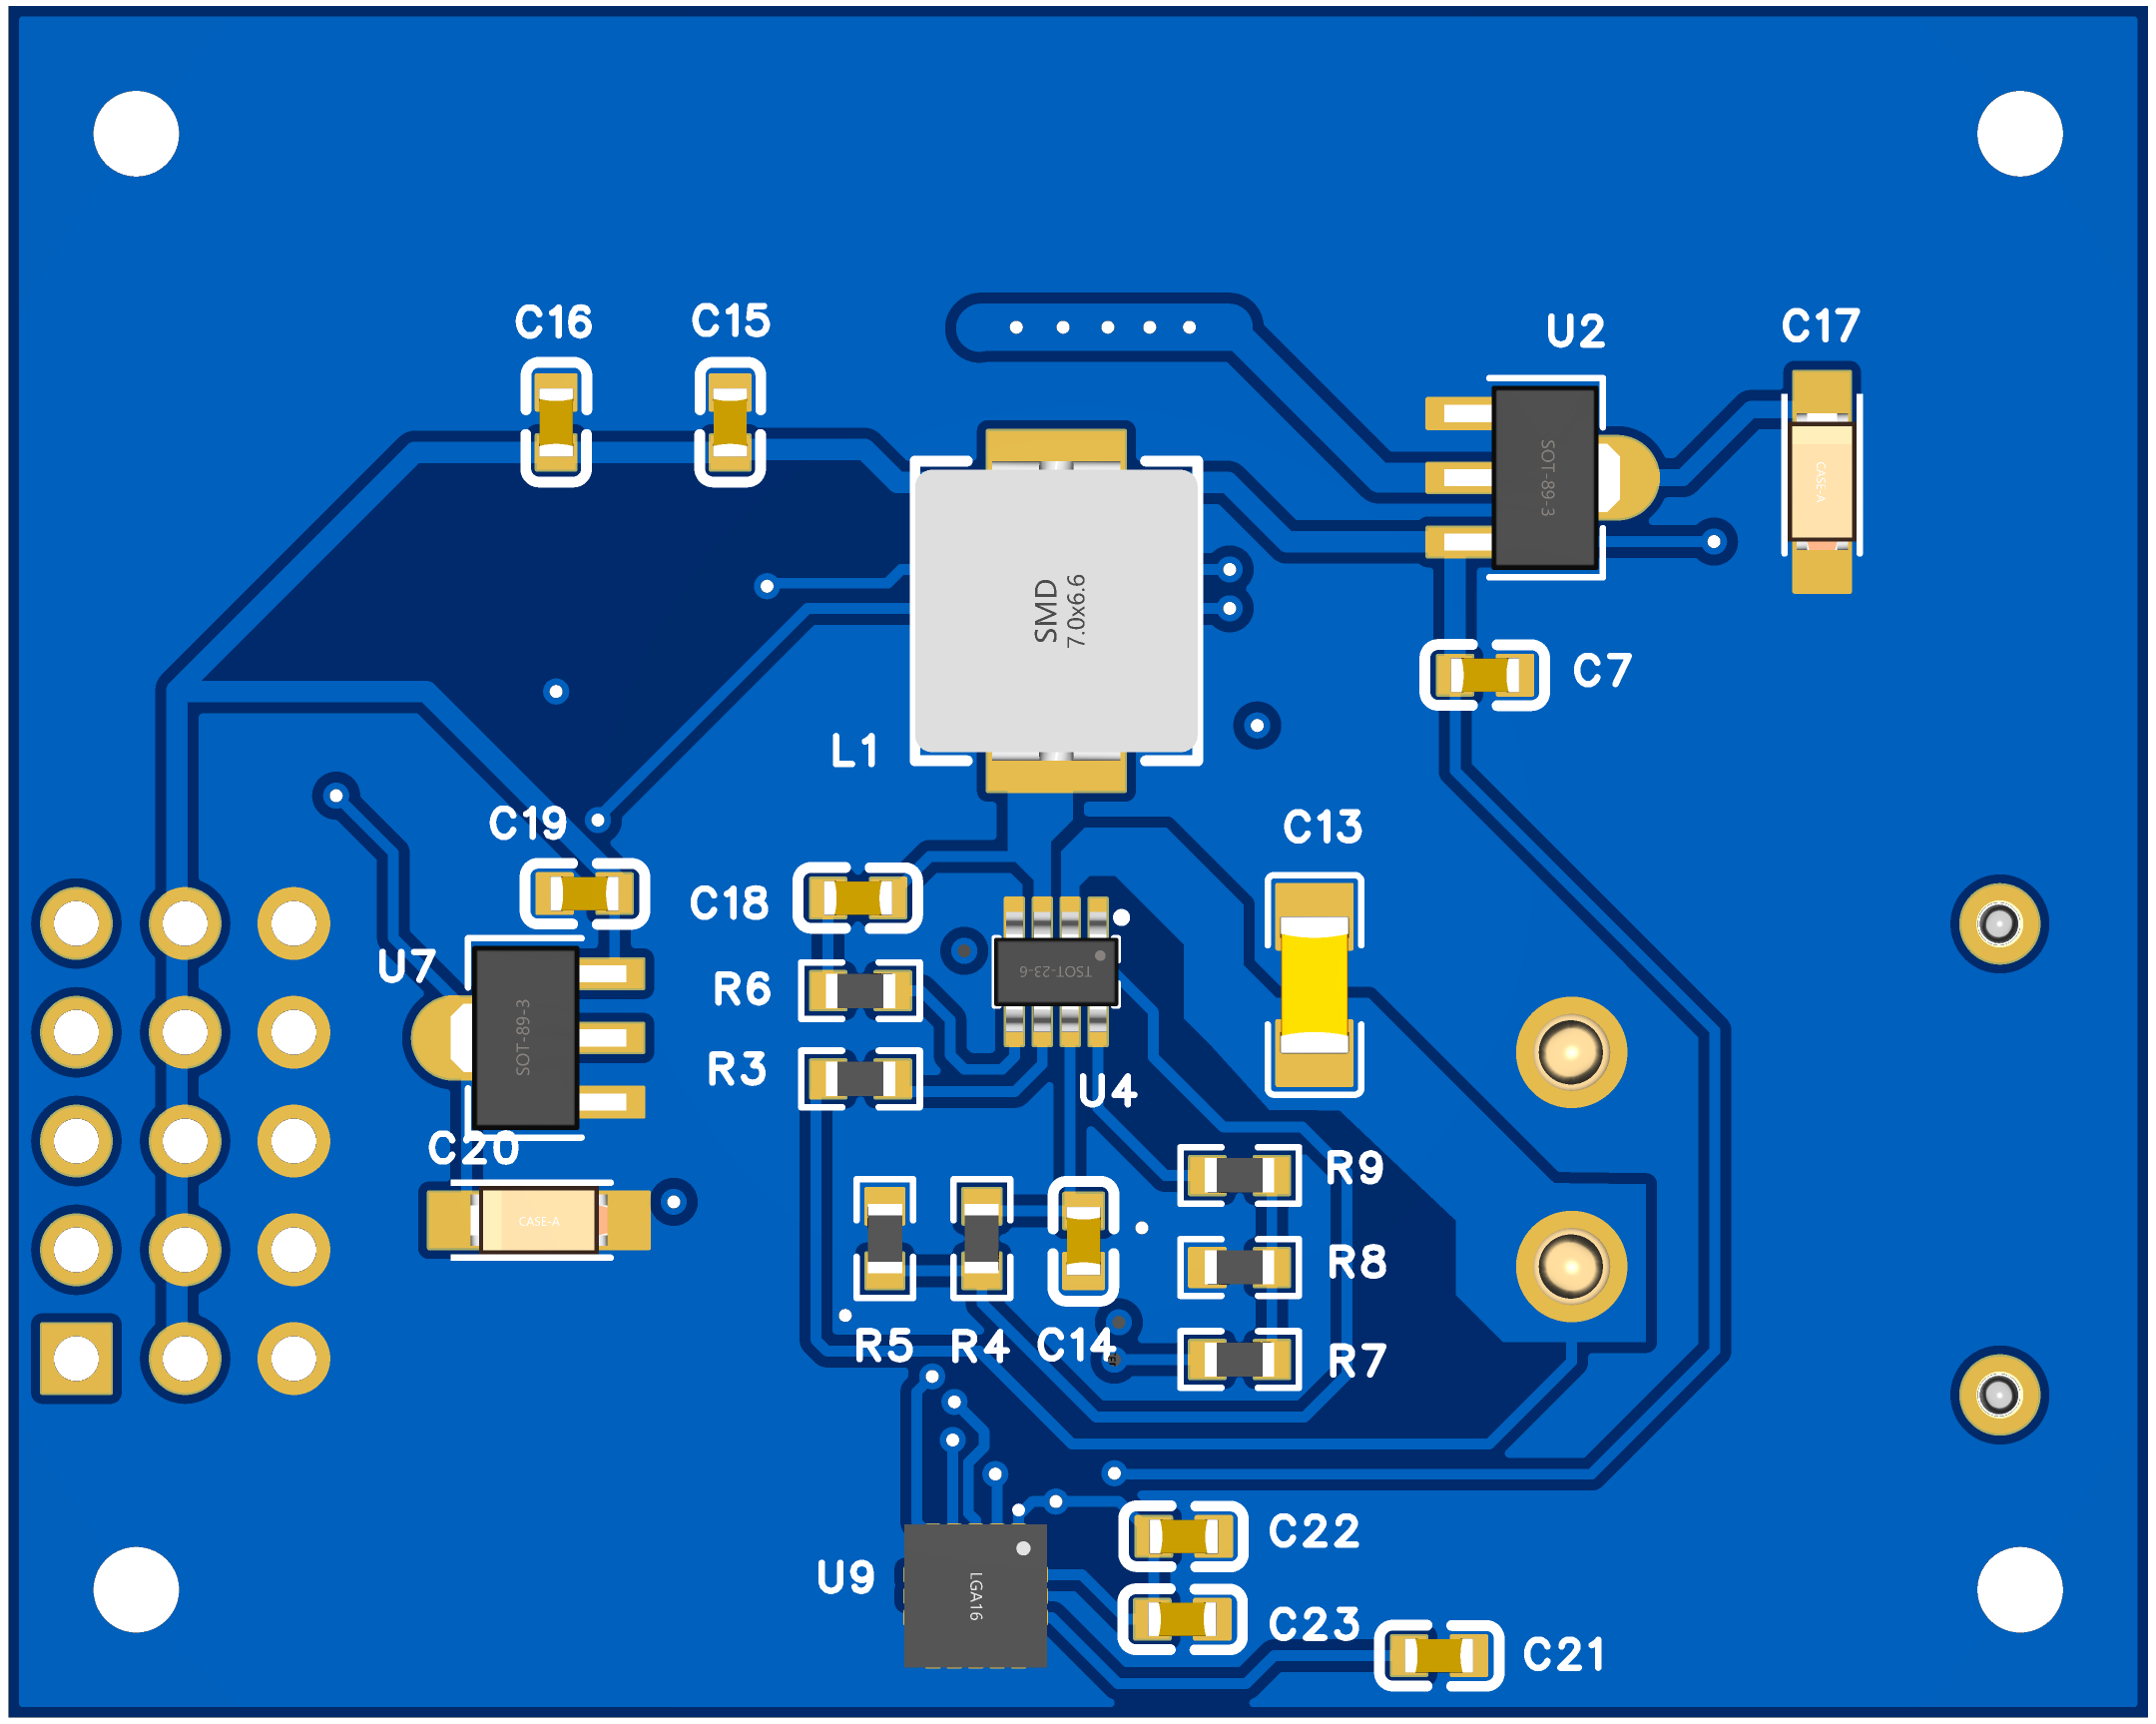 C16
C15
U2
C17
SOT-89-3
CASE-A
SMD
7.0x6.6
C7
L1
C19
C13
C18
U7
TSOT-23-6
R6
SOT-89-3
R3
U4
C20
R9
CASE-A
R8
R5
R4
C14
R7
C22
U9
LGA16
C23
C21